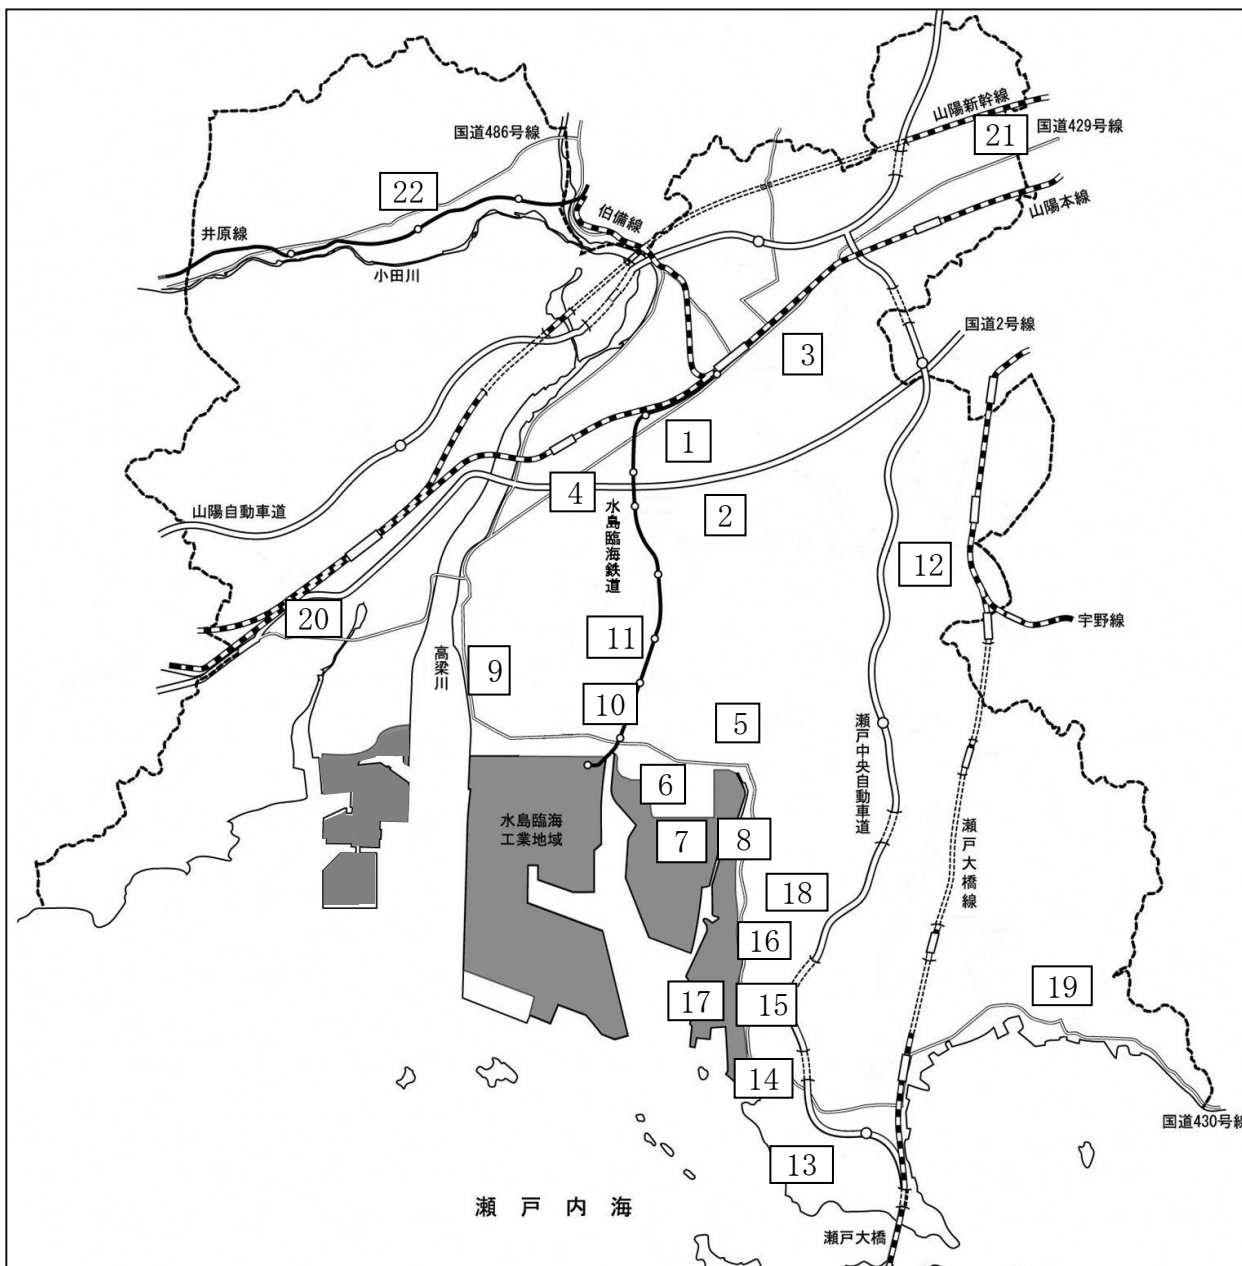 山陽新幹線
国道429号線
21
国道486号線
22
山陽本線
伯備線
井原線
小田川
国道2号線
3
1
4
2
山陽自動車道
水島臨海鉄道
12
20
11
宇野線
高梁川
9
10
5
瀬戸中央自動車道
6
水島臨海
工業地域
7
8
瀬戸大橋線
18
16
19
17
15
14
国道430号線
13
瀬戸内海
瀬戸大橋